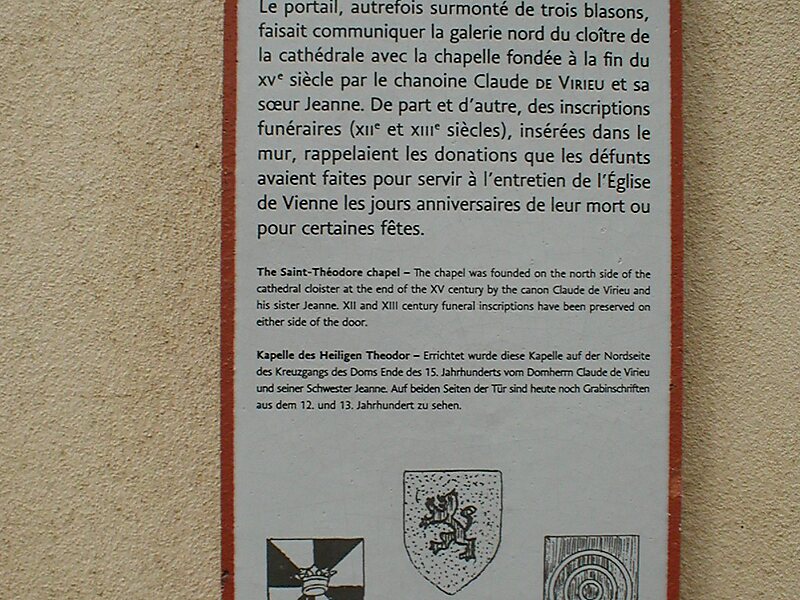 Le portail, autrefois surmonté de trois blasons,
faisait communiquer la galerie nord du cloître de
la cathédrale avec la chapelle fondée à la fin du
XVe siècle par le chanoine Claude DE VIRIEU et sa
sœur Jeanne. De part et d'autre, des inscriptions
funéraires (XIIe et XIIIe siècles), insérées dans le
mur, rappelaient les donations que les défunts
avaient faites pour servir à l'entretien de l'Église
de Vienne les jours anniversaires de leur mort ou
pour certaines fêtes.
The Saint-Théodore chapel – The chapel was founded on the north side of the
cathedral cloister at the end of the XV century by the canon Claude de Virieu and
his sister Jeanne. XII and XIII century funeral inscriptions have been preserved on
either side of the door.
Kapelle des Heiligen Theodor – Errichtet wurde diese Kapelle auf der Nordseite
des Kreuzgangs des Doms Ende des 15. Jahrhunderts vom Domherrn Claude de Virieu
und seiner Schwester Jeanne. Auf beiden Seiten der Tür sind heute noch Grabinschriften
aus dem 12. und 13. Jahrhundert zu sehen.